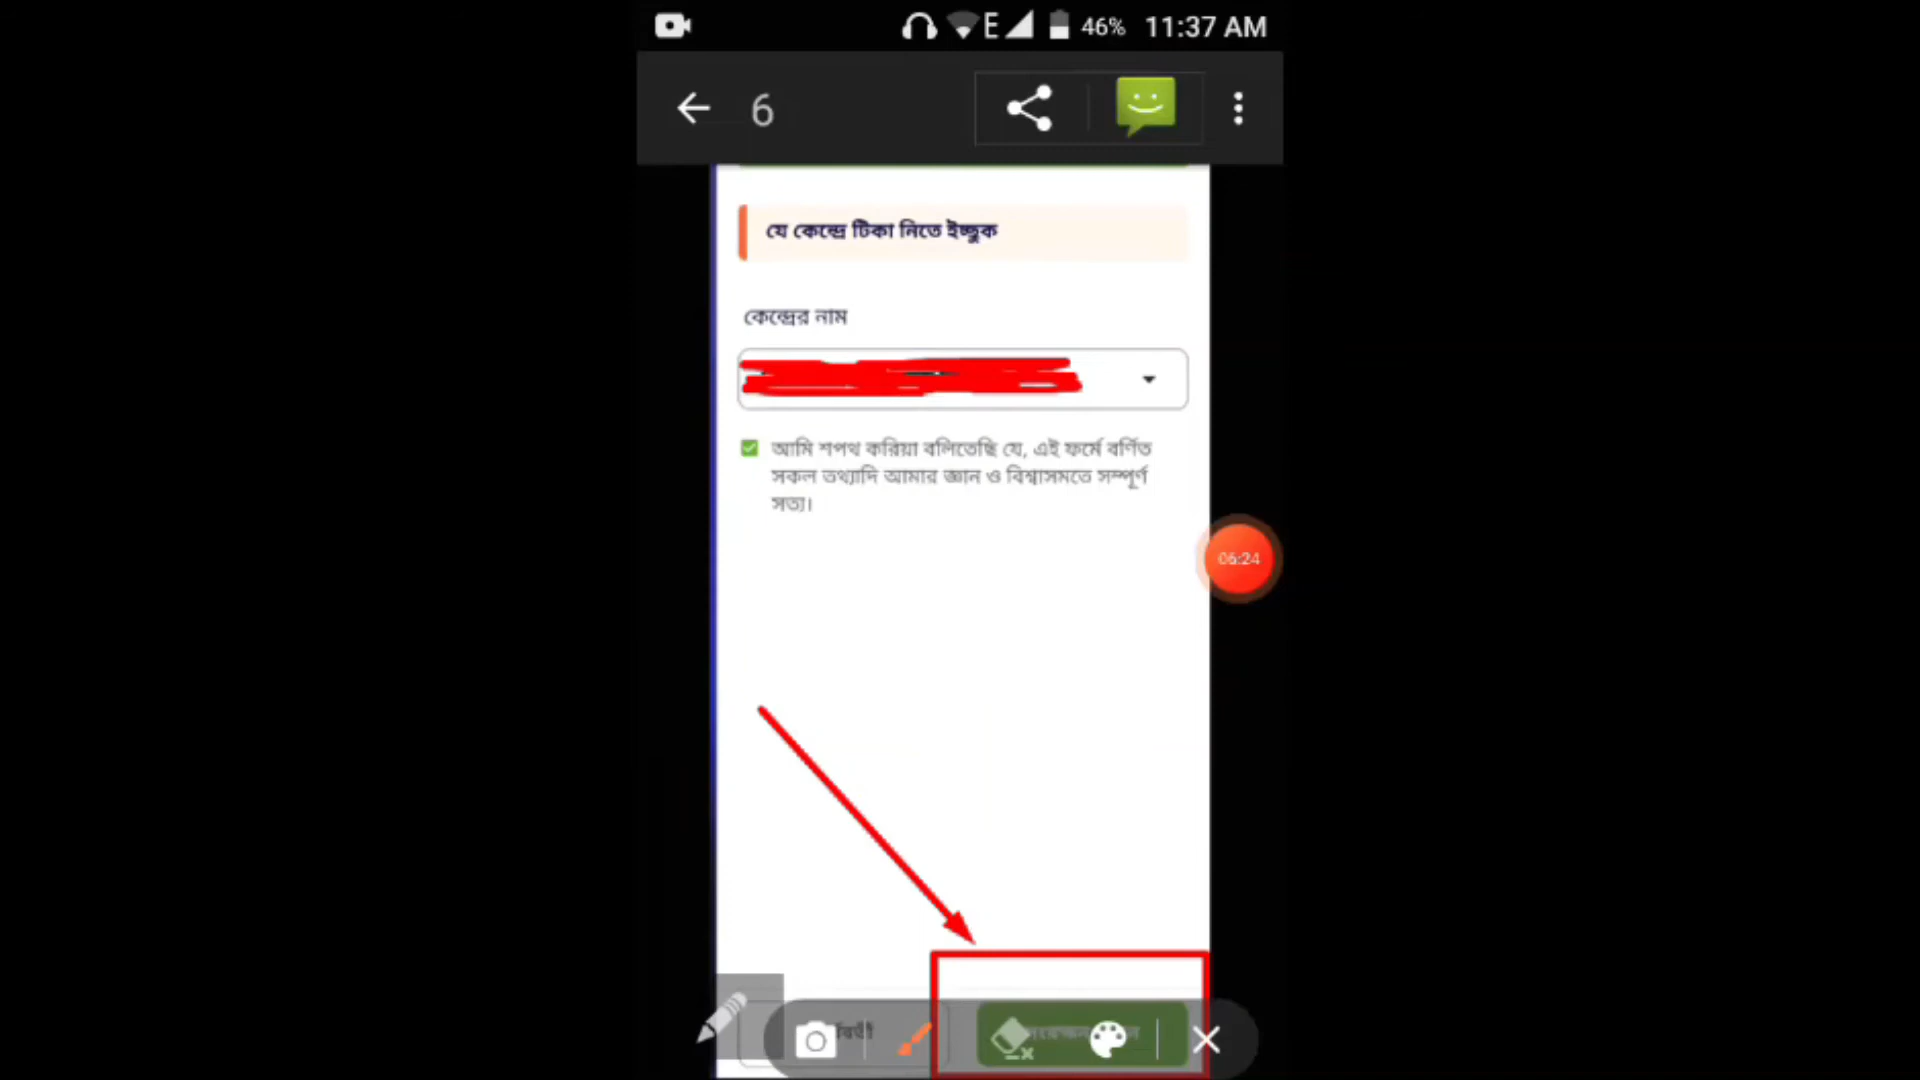 E 46% 11:37 AM
6
যে কেন্দ্রে টিকা নিতে ইচ্ছুক
কেন্দ্রের নাম
আমি শপথ করিয়া বলিতেছি যে, এই ফর্মে বর্ণিত
সকল তথ্যাদি আমার জ্ঞান ও বিশ্বাসমতে সম্পূর্ণ
সত্য।
06:24